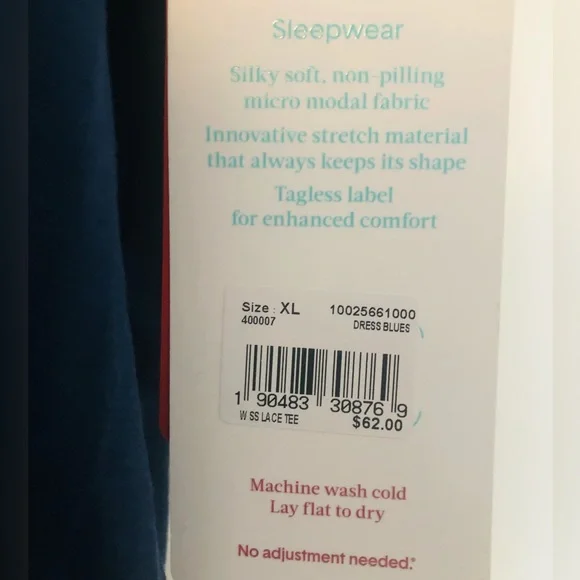 Sleepwear
Silky soft, non-pilling
micro modal fabric
Innovative stretch material
that always keeps its shape
Tagless label
for enhanced comfort
Size : XL 10025661000
400007 DRESS BLUES
1 90483 30876 9
W SS LACE TEE $62.00
Machine wash cold
Lay flat to dry
No adjustment needed.*